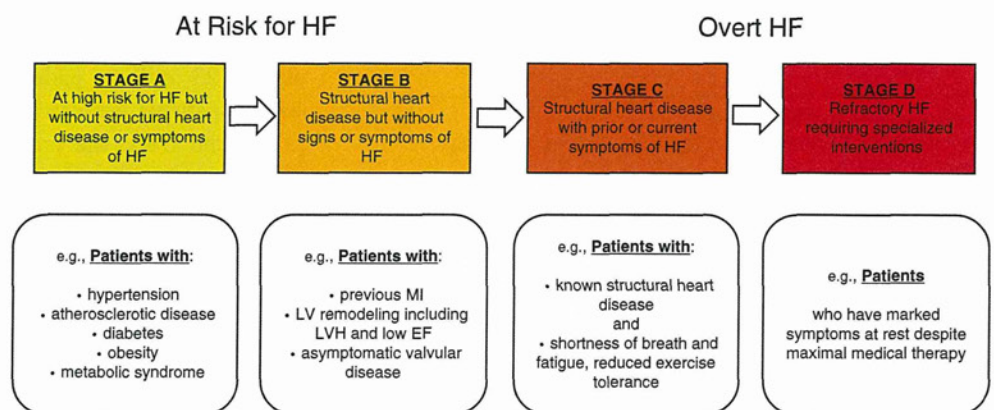 At Risk for HF
Overt HF
STAGE A
At high risk for HF but
without structural heart
disease or symptoms
of HF
STAGE B
Structural heart
disease but without
signs or symptoms of
HF
STAGE C
Structural heart disease
with prior or current
symptoms of HF
STAGE D
Refractory HF
requiring specialized
interventions
e.g., Patients with:
• hypertension
• atherosclerotic disease
• diabetes
• obesity
• metabolic syndrome
e.g., Patients with:
• previous MI
• LV remodeling including
LVH and low EF
• asymptomatic valvular
disease
e.g., Patients with:
• known structural heart
disease
and
• shortness of breath and
fatigue, reduced exercise
tolerance
e.g., Patients
who have marked
symptoms at rest despite
maximal medical therapy